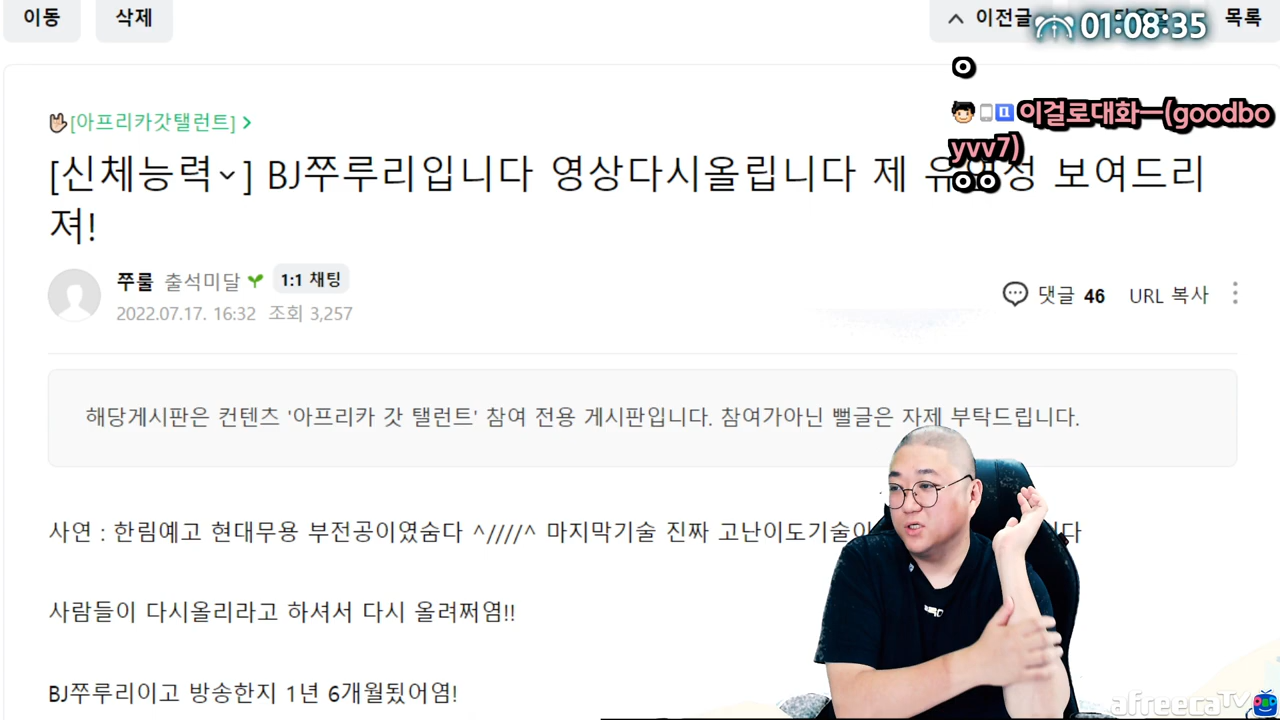 이동
삭제
이전글
목록
01:08:35
ㅇ
이걸로대화ㅡ(goodbo
yvv7)
ㅇㅇ
[아프리카갓탤런트]
[신체능력] BJ쭈루리입니다 영상다시올립니다 제 보여드리
져!
쭈룰 출석미달 1:1 채팅
2022.07.17. 16:32 조회 3,257
댓글 46 URL 복사
해당게시판은 컨텐츠 '아프리카 갓 탤런트' 참여 전용 게시판입니다. 참여가아닌 뻘글은 자제 부탁드립니다.
사연 : 한림예고 현대무용 부전공이였숨다 ^////^ 마지막기술 진짜 고난이도기술
사람들이 다시올리라고 하셔서 다시 올려쩌염!!
BJ쭈루리이고 방송한지 1년 6개월됬어염!
afreecaTV